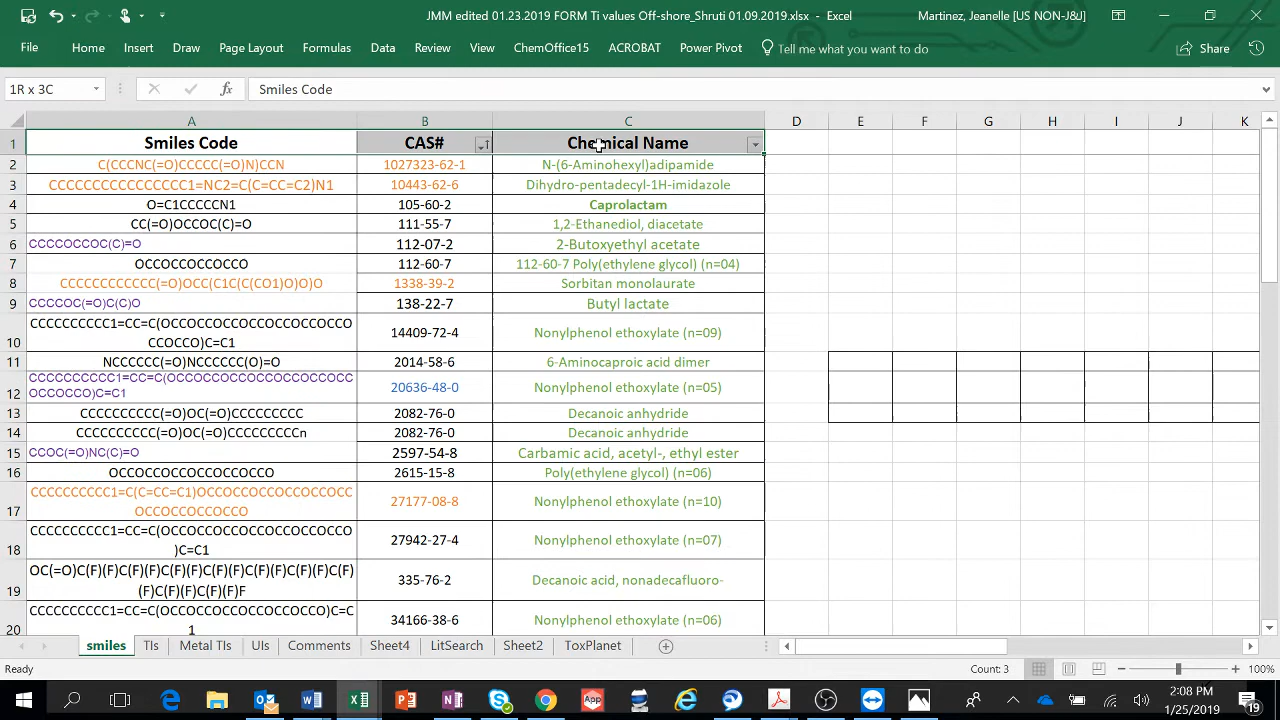 JMM edited 01.23.2019 FORM Ti values Off-shore_Shruti 01.09.2019.xlsx - Excel
Martinez, Jeanelle [US NON-J&J]
File Home Insert Draw Page Layout Formulas Data Review View ChemOffice15 ACROBAT Power Pivot Tell me what you want to do Share
1R x 3C fx Smiles Code
A B C D E F G H I J K
1 Smiles Code CAS# Chemical Name
2 C(CCCNC(=O)CCCCC(=O)N)CCN 1027323-62-1 N-(6-Aminohexyl)adipamide
3 CCCCCCCCCCCCCCCC1=NC2=C(C=CC=C2)N1 10443-62-6 Dihydro-pentadecyl-1H-imidazole
4 O=C1CCCCCN1 105-60-2 Caprolactam
5 CC(=O)OCCOC(C)=O 111-55-7 1,2-Ethanediol, diacetate
6 CCCCOCCOC(C)=O 112-07-2 2-Butoxyethyl acetate
7 OCCOCCOCCOCCO 112-60-7 112-60-7 Poly(ethylene glycol) (n=04)
8 CCCCCCCCCCCC(=O)OCC(C1C(C(CO1)O)O)O 1338-39-2 Sorbitan monolaurate
9 CCCCOC(=O)C(C)O 138-22-7 Butyl lactate
CCCCCCCCCC1=CC=C(OCCOCCOCCOCCOCCOCCOCCO
10 CCOCCO)C=C1 14409-72-4 Nonylphenol ethoxylate (n=09)
11 NCCCCCC(=O)NCCCCCC(O)=O 2014-58-6 6-Aminocaproic acid dimer
CCCCCCCCCC1=CC=C(OCCOCCOCCOCCOCCOCCOCC
12 OCCOCCO)C=C1 20636-48-0 Nonylphenol ethoxylate (n=05)
13 CCCCCCCCCC(=O)OC(=O)CCCCCCCCC 2082-76-0 Decanoic anhydride
14 CCCCCCCCCC(=O)OC(=O)CCCCCCCCCn 2082-76-0 Decanoic anhydride
15 CCOC(=O)NC(C)=O 2597-54-8 Carbamic acid, acetyl-, ethyl ester
16 OCCOCCOCCOCCOCCOCCO 2615-15-8 Poly(ethylene glycol) (n=06)
CCCCCCCCCC1=C(C=CC=C1)OCCOCCOCCOCCOCCOCC
17 OCCOCCOCCOCCO 27177-08-8 Nonylphenol ethoxylate (n=10)
CCCCCCCCCC1=CC=C(OCCOCCOCCOCCOCCOCCOCCO
18 )C=C1 27942-27-4 Nonylphenol ethoxylate (n=07)
OC(=O)C(F)(F)C(F)(F)C(F)(F)C(F)(F)C(F)(F)C(F)(F)C(F)
19 (F)C(F)(F)C(F)(F)F 335-76-2 Decanoic acid, nonadecafluoro-
CCCCCCCCCC1=CC=C(OCCOCCOCCOCCOCCOCCO)C=C
20 1 34166-38-6 Nonylphenol ethoxylate (n=06)
smiles TIs Metal TIs UIs Comments Sheet4 LitSearch Sheet2 ToxPlanet
Ready Count: 3 100%
2:08 PM
1/25/2019
19